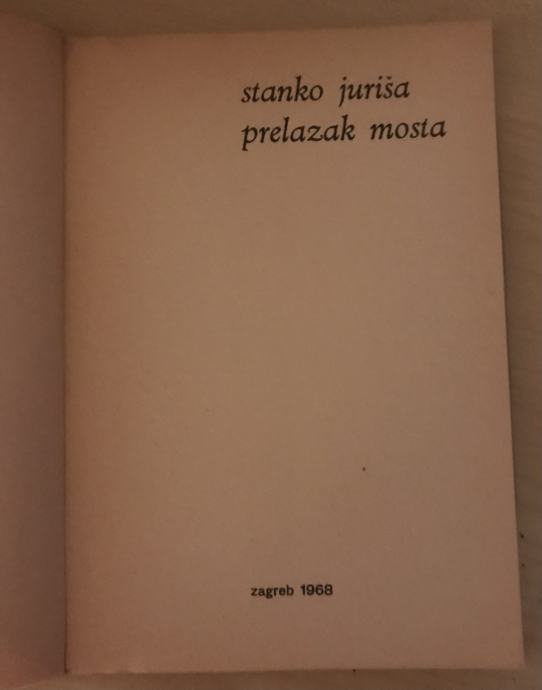 stanko juriša
prelazak mosta
zagreb 1968